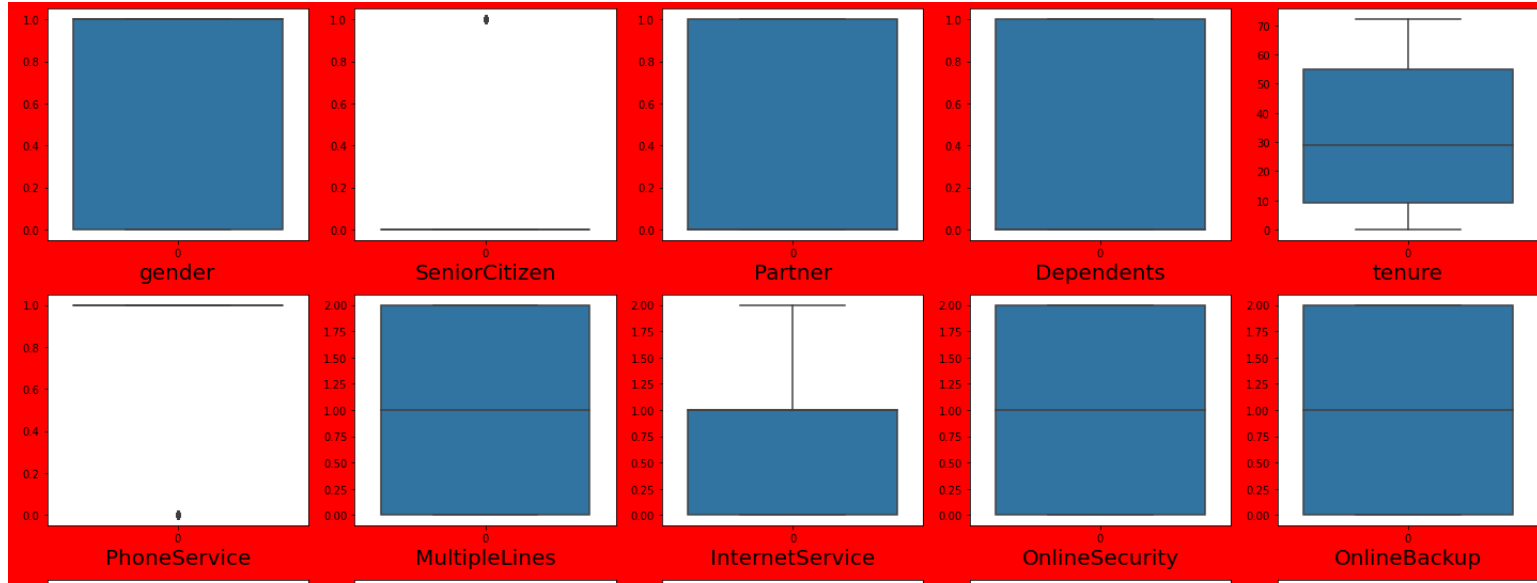 1.0 0.8 0.6 0.4 0.2 0.0 0
gender
1.0 0.8 0.6 0.4 0.2 0.0 0
SeniorCitizen
1.0 0.8 0.6 0.4 0.2 0.0 0
Partner
1.0 0.8 0.6 0.4 0.2 0.0 0
Dependents
70 60 50 40 30 20 10 0 0
tenure
1.0 0.8 0.6 0.4 0.2 0.0 0
PhoneService
2.00 1.75 1.50 1.25 1.00 0.75 0.50 0.25 0.00 0
MultipleLines
2.00 1.75 1.50 1.25 1.00 0.75 0.50 0.25 0.00 0
InternetService
2.00 1.75 1.50 1.25 1.00 0.75 0.50 0.25 0.00 0
OnlineSecurity
2.00 1.75 1.50 1.25 1.00 0.75 0.50 0.25 0.00 0
OnlineBackup